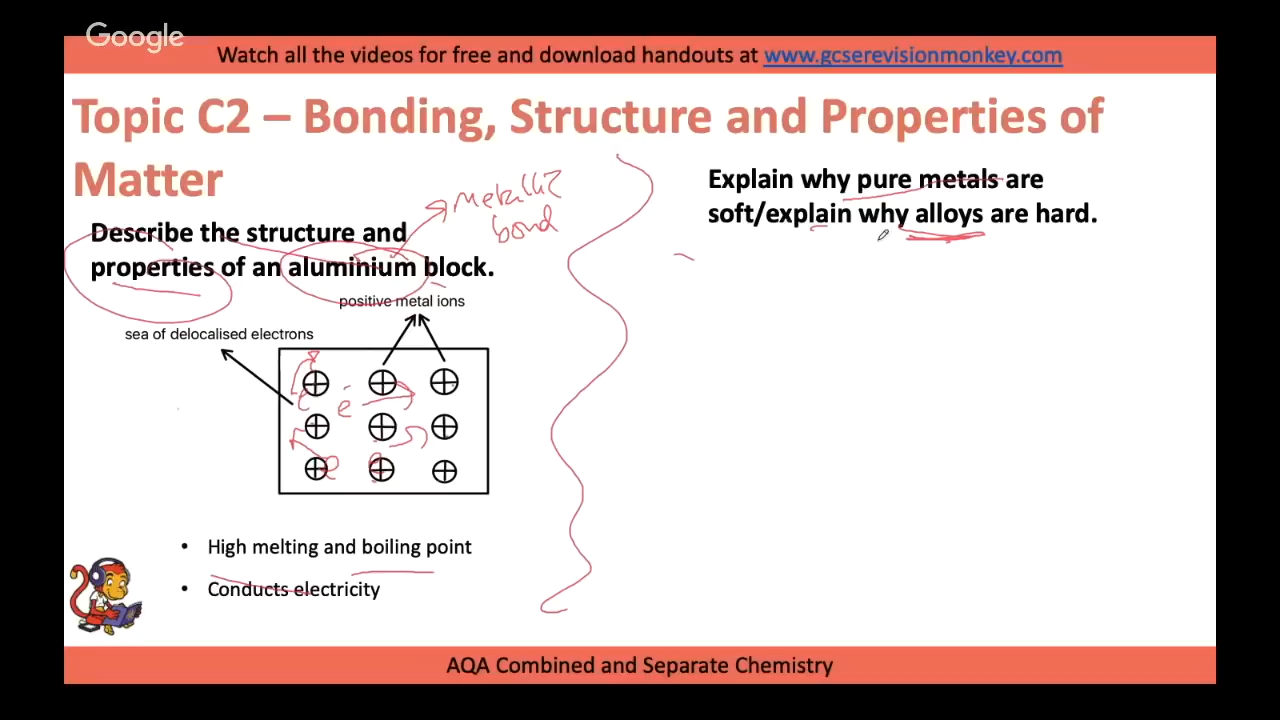 Google
Watch all the videos for free and download handouts at www.gcserevisionmonkey.com
Topic C2 – Bonding, Structure and Properties of
Matter
Describe the structure and
properties of an aluminium block.
metallic
bond
positive metal ions
sea of delocalised electrons
e
e
e
e
High melting and boiling point
Conducts electricity
Explain why pure metals are
soft/explain why alloys are hard.
AQA Combined and Separate Chemistry